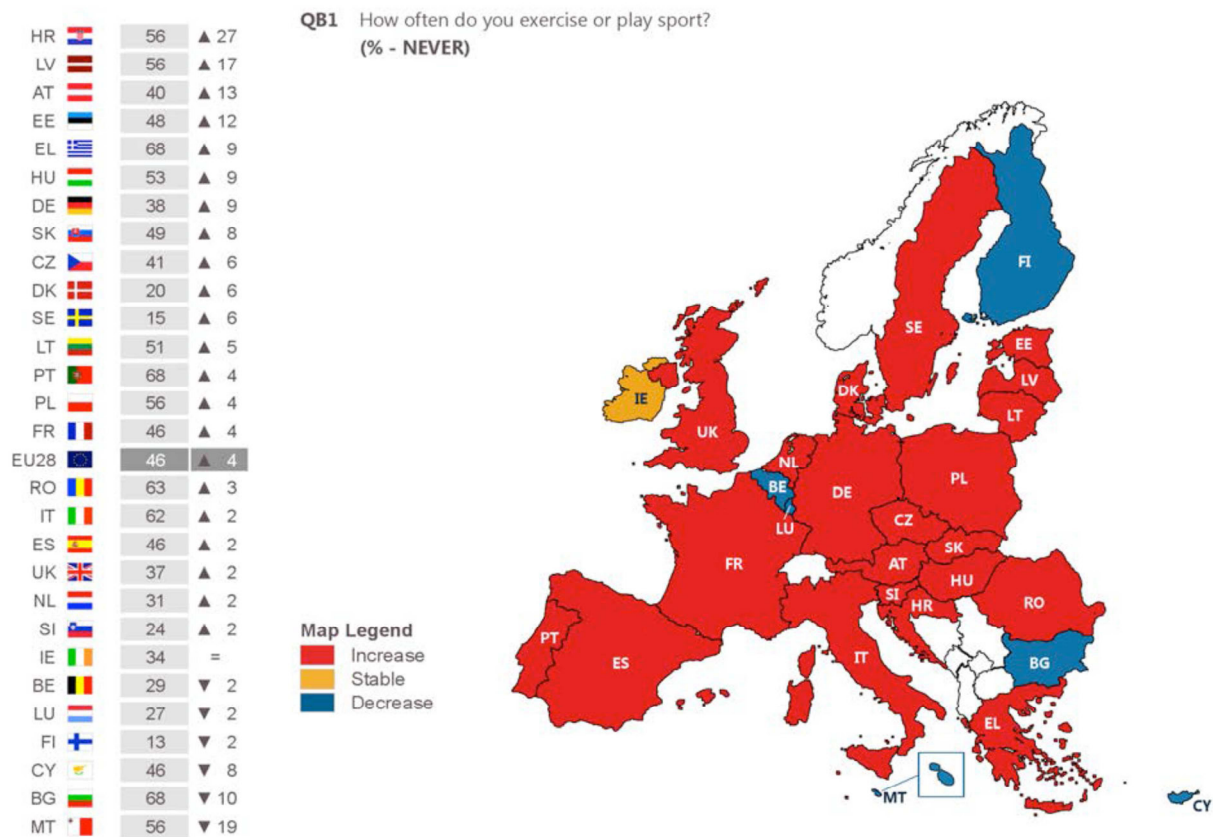 QB1 How often do you exercise or play sport?
(% - NEVER)
HR 56 ▲ 27
LV 56 ▲ 17
AT 40 ▲ 13
EE 48 ▲ 12
EL 68 ▲ 9
HU 53 ▲ 9
DE 38 ▲ 9
SK 49 ▲ 8
CZ 41 ▲ 6
DK 20 ▲ 6
SE 15 ▲ 6
LT 51 ▲ 5
PT 68 ▲ 4
PL 56 ▲ 4
FR 46 ▲ 4
EU28 46 ▲ 4
RO 63 ▲ 3
IT 62 ▲ 2
ES 46 ▲ 2
UK 37 ▲ 2
NL 31 ▲ 2
SI 24 ▲ 2
IE 34 =
BE 29 ▼ 2
LU 27 ▼ 2
FI 13 ▼ 2
CY 46 ▼ 8
BG 68 ▼ 10
MT 56 ▼ 19
Map Legend
Increase
Stable
Decrease
FI
SE
EE
LV
LT
DK
IE
UK
NL
BE
LU
DE
PL
CZ
SK
AT
HU
SI
HR
RO
FR
PT
ES
IT
BG
EL
MT
CY